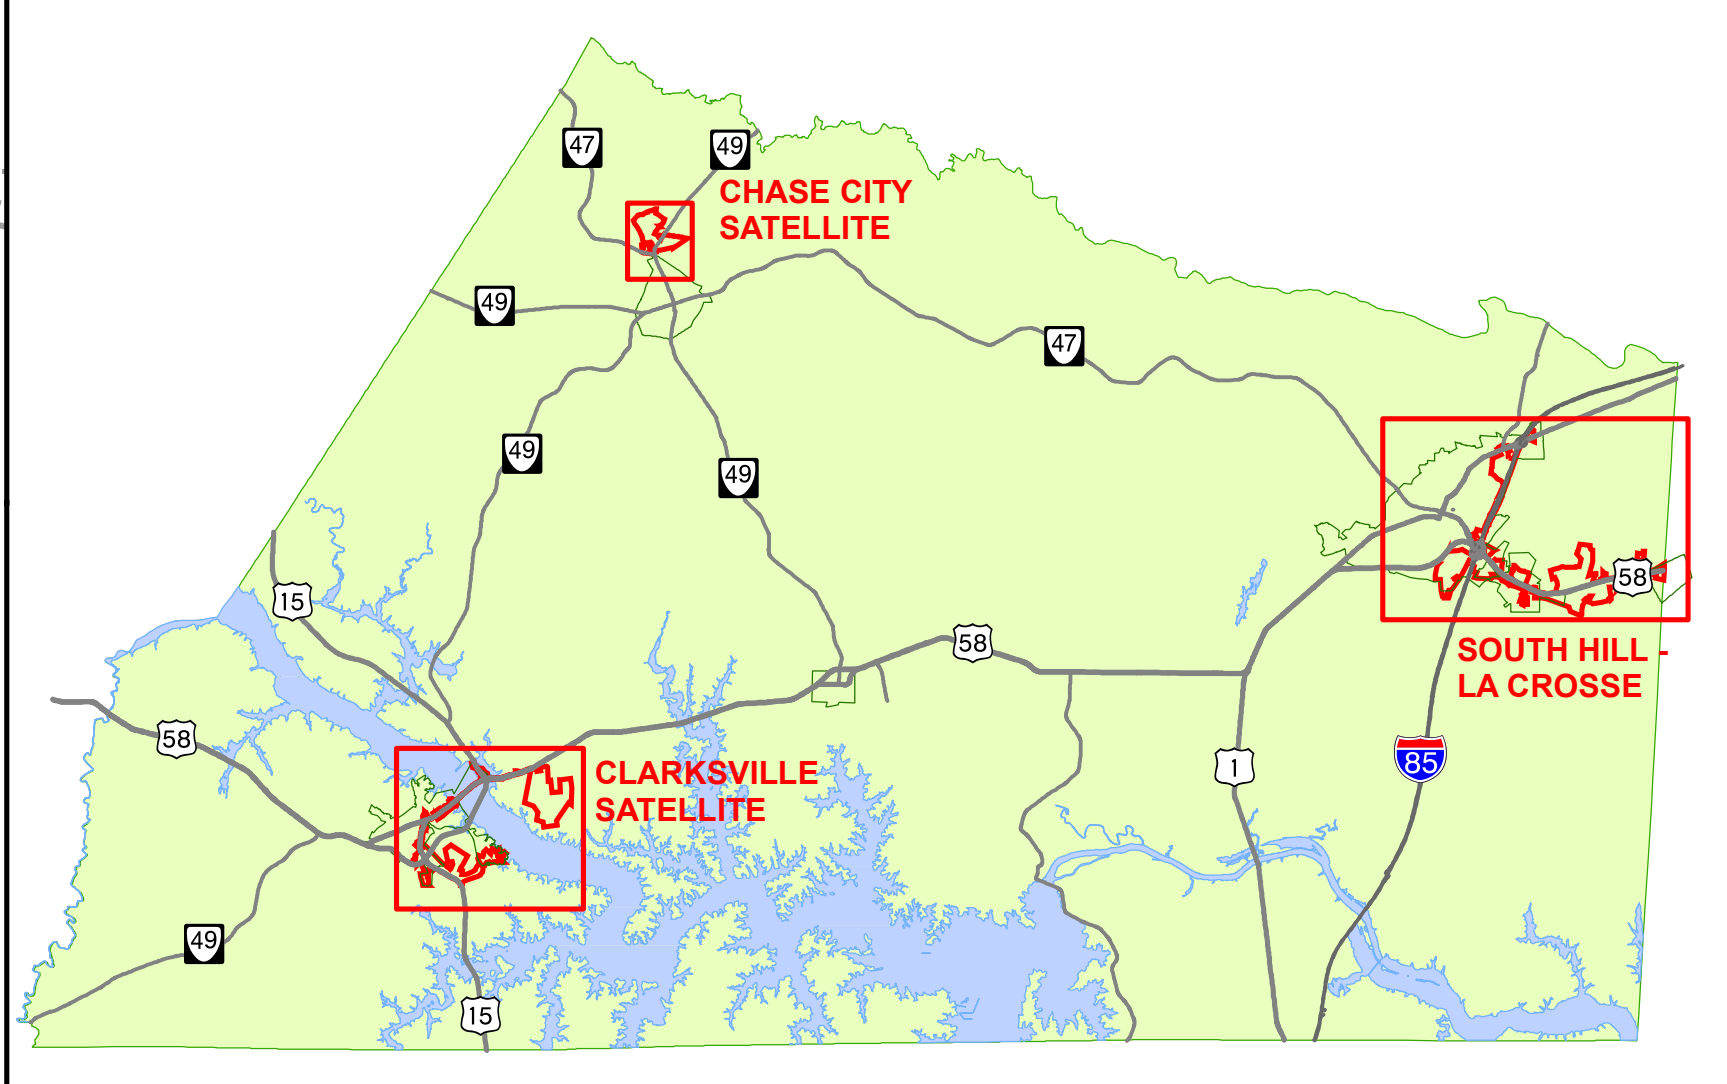 47
49
CHASE CITY
SATELLITE
49
47
49
49
58
15
58
SOUTH HILL -
LA CROSSE
58
1
85
CLARKSVILLE
SATELLITE
49
15